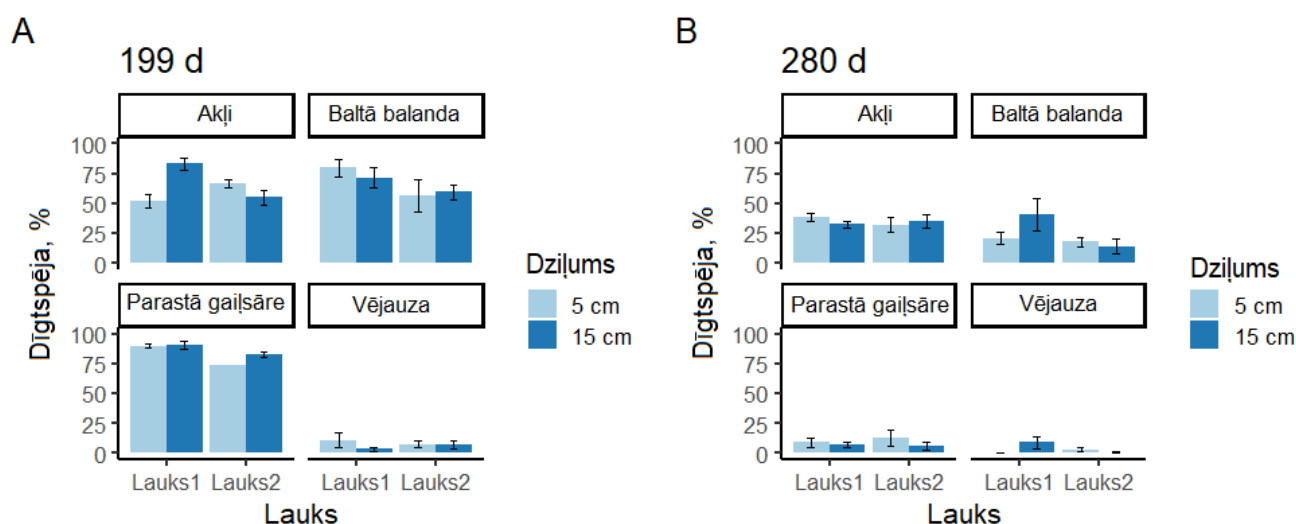 A
199 d
Akļi
Baltā balanda
100
75
50
25
0
Parastā gaiļsāre
Vējauza
100
75
50
25
0
Lauks1
Lauks2
Lauks1
Lauks2
Lauks
Dīgtspēja, %
Dziļums
5 cm
15 cm
B
280 d
Akļi
Baltā balanda
100
75
50
25
0
Parastā gaiļsāre
Vējauza
100
75
50
25
0
Lauks1
Lauks2
Lauks1
Lauks2
Lauks
Dīgtspēja, %
Dziļums
5 cm
15 cm